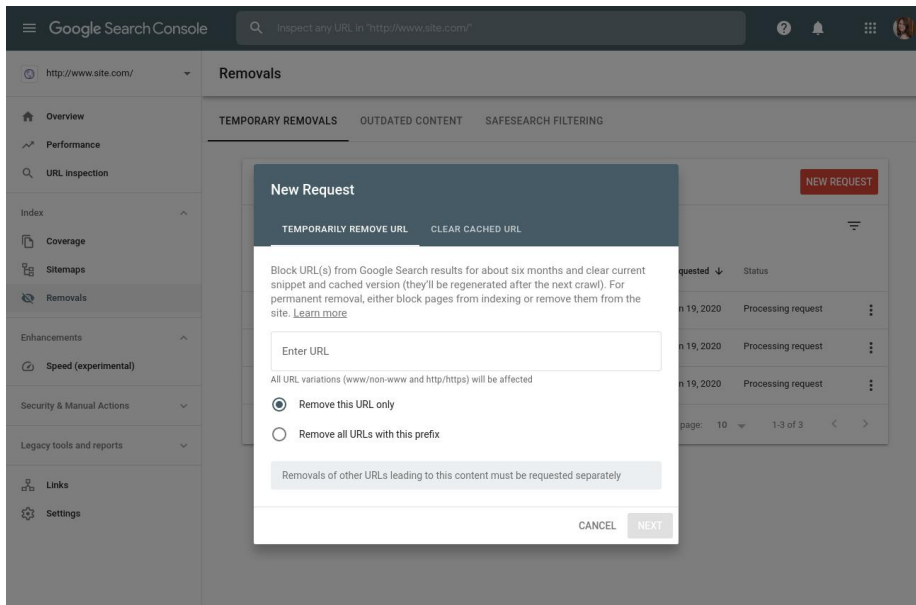 Google Search Console
Inspect any URL in "http://www.site.com/"
http://www.site.com/
Removals
Overview
Performance
URL inspection
Index
Coverage
Sitemaps
Removals
Enhancements
Speed (experimental)
Security & Manual Actions
Legacy tools and reports
Links
Settings
TEMPORARY REMOVALS OUTDATED CONTENT SAFESEARCH FILTERING
NEW REQUEST
New Request
TEMPORARILY REMOVE URL CLEAR CACHED URL
Block URL(s) from Google Search results for about six months and clear current
snippet and cached version (they'll be regenerated after the next crawl). For
permanent removal, either block pages from indexing or remove them from the
site. Learn more
Enter URL
All URL variations (www/non-www and http/https) will be affected
Remove this URL only
Remove all URLs with this prefix
Removals of other URLs leading to this content must be requested separately
CANCEL NEXT
quested Status
n 19, 2020 Processing request
n 19, 2020 Processing request
n 19, 2020 Processing request
page: 10 1-3 of 3